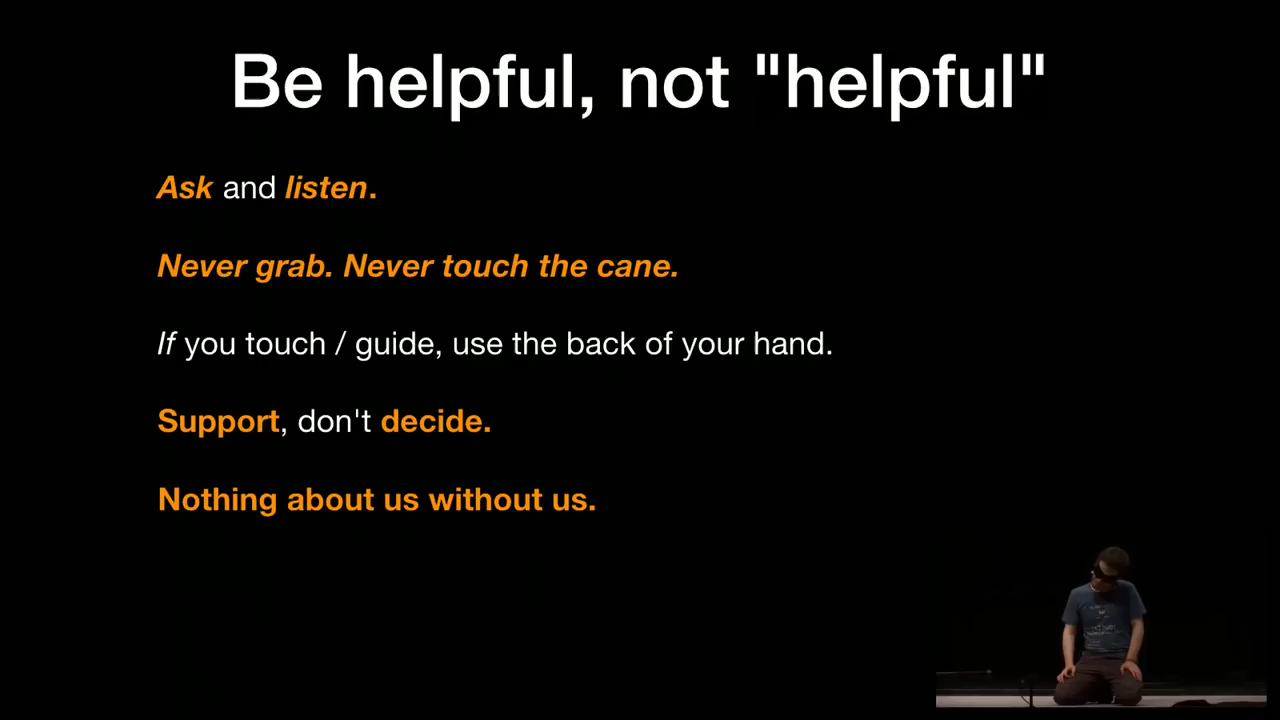 Be helpful, not "helpful"
Ask and listen.
Never grab. Never touch the cane.
If you touch / guide, use the back of your hand.
Support, don't decide.
Nothing about us without us.